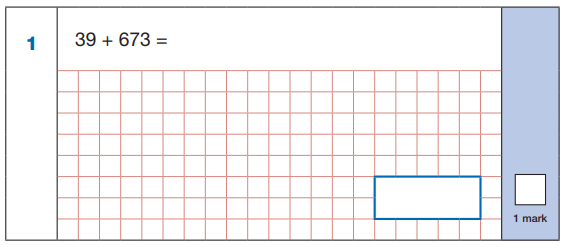 1
39 + 673 =
1 mark